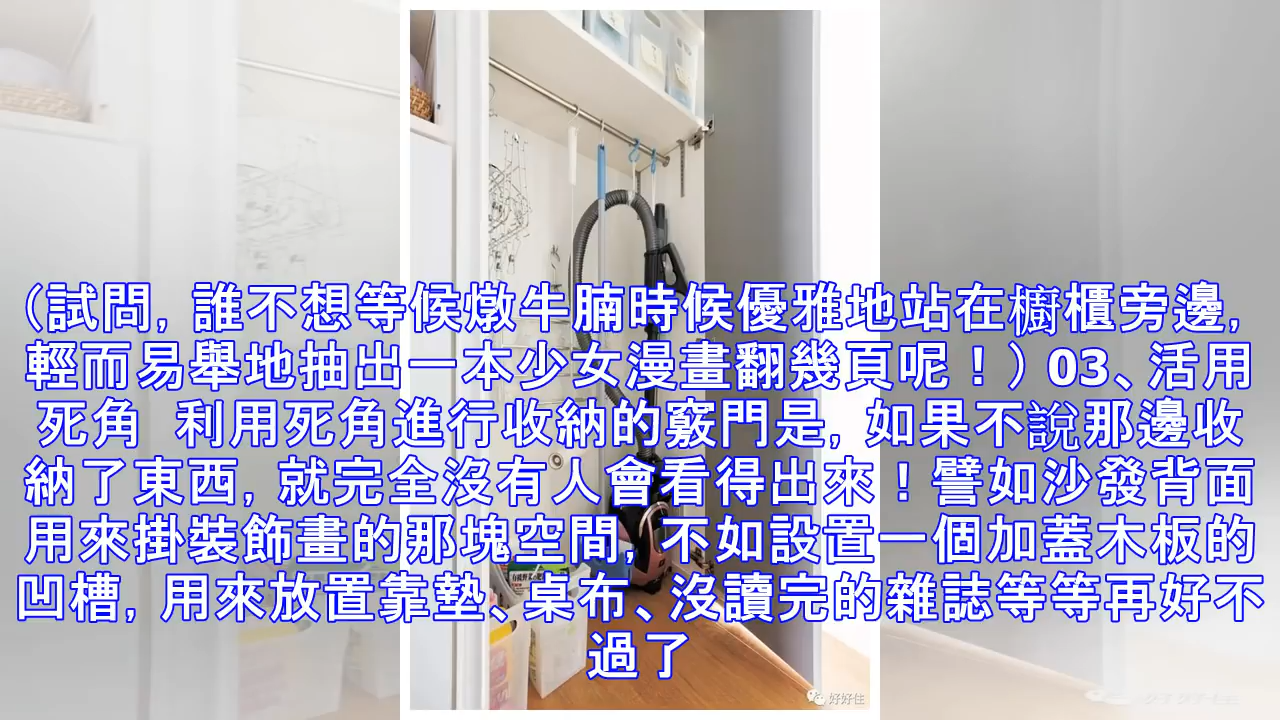 (試問, 誰不想等候燉牛腩時候優雅地站在櫥櫃旁邊,
輕而易舉地抽出一本少女漫畫翻幾頁呢！) 03、活用
死角 利用死角進行收納的竅門是, 如果不說那邊收
納了東西, 就完全沒有人會看得出來！譬如沙發背面
用來掛裝飾畫的那塊空間, 不如設置一個加蓋木板的
凹槽, 用來放置靠墊、桌布、沒讀完的雜誌等等再好不
過了
好好住